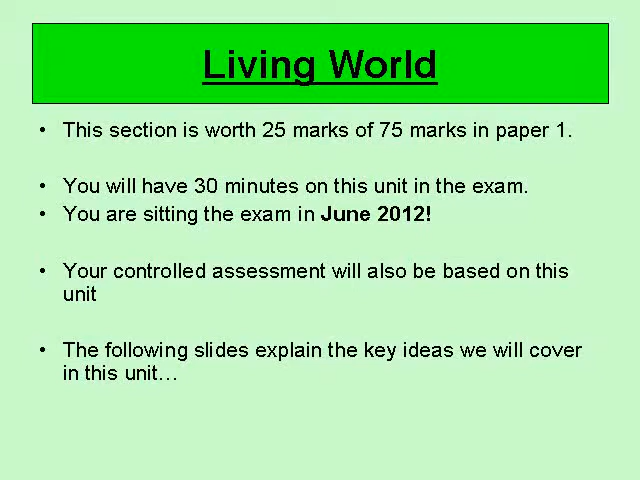 Living World
• This section is worth 25 marks of 75 marks in paper 1.
• You will have 30 minutes on this unit in the exam.
• You are sitting the exam in June 2012!
• Your controlled assessment will also be based on this
unit
• The following slides explain the key ideas we will cover
in this unit…